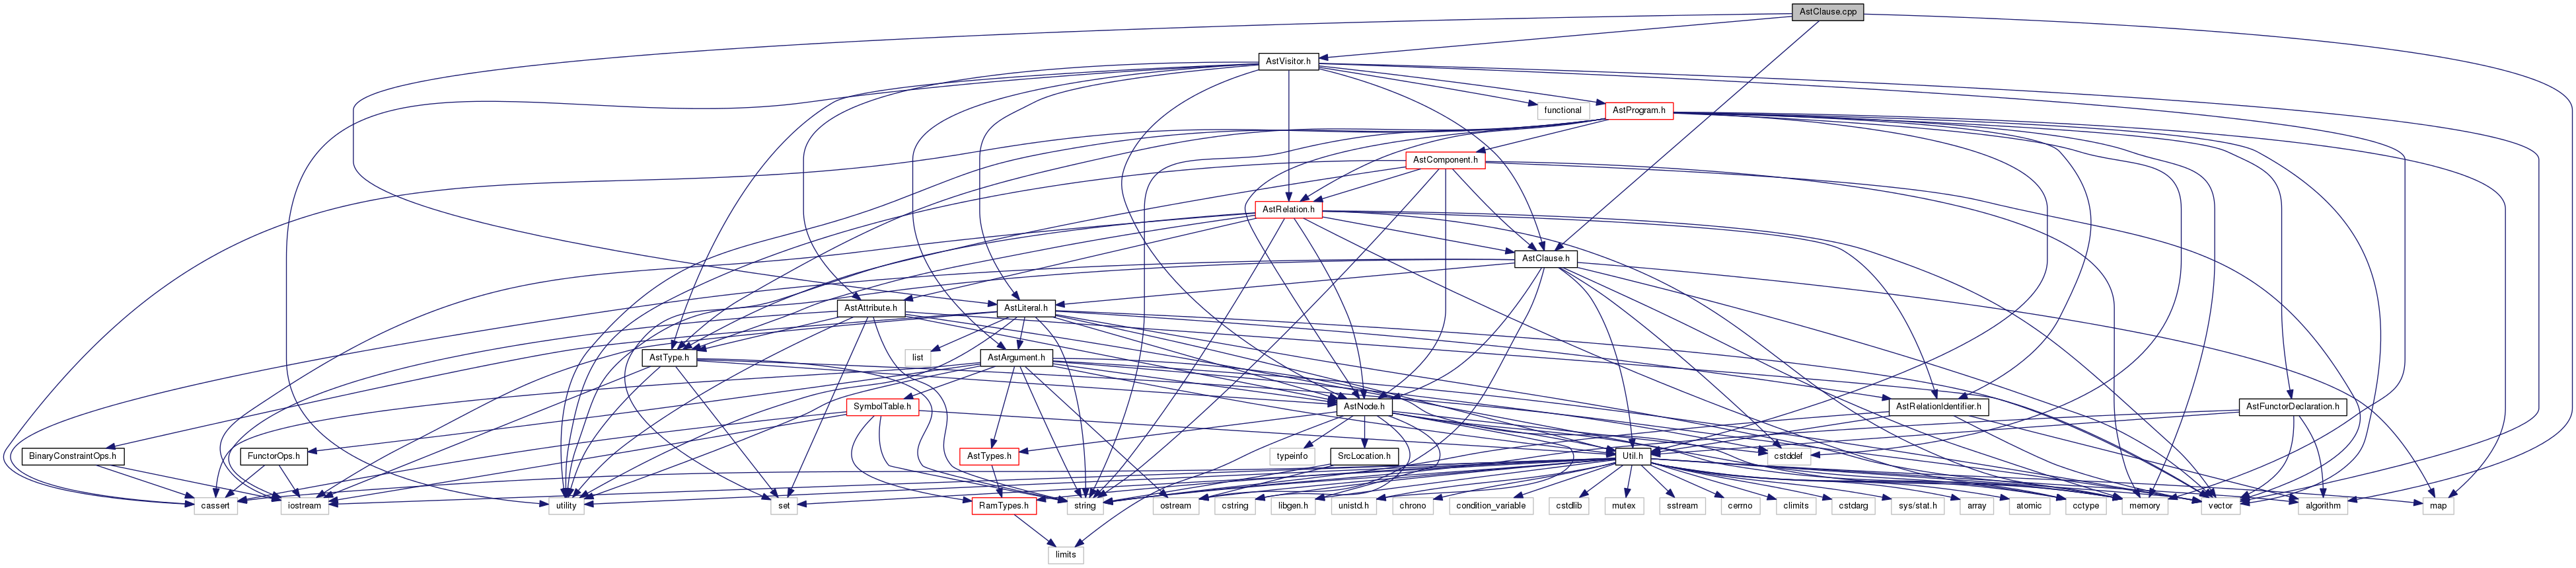 AstClause.cpp
AstVisitor.h
functional
AstProgram.h
AstComponent.h
AstRelation.h
AstClause.h
AstAttribute.h
AstLiteral.h
AstType.h
list
AstArgument.h
SymbolTable.h
AstNode.h
AstRelationIdentifier.h
AstFunctorDeclaration.h
BinaryConstraintOps.h
FunctorOps.h
AstTypes.h
typeinfo
SrcLocation.h
Util.h
cstddef
cassert
iostream
utility
set
RamTypes.h
string
ostream
cstring
libgen.h
unistd.h
chrono
condition_variable
cstdlib
mutex
sstream
cerrno
climits
cstdarg
sys/stat.h
array
atomic
cctype
memory
vector
algorithm
map
limits